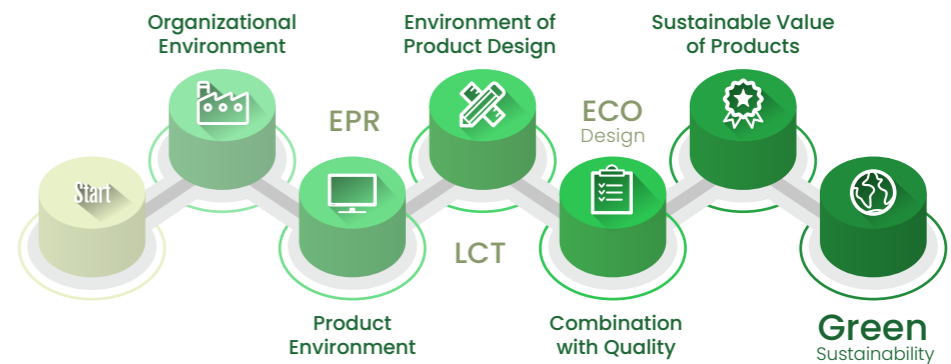 Organizational
Environment
Environment of
Product Design
Sustainable Value
of Products
EPR
ECO
Design
Start
LCT
Product
Environment
Combination
with Quality
Green
Sustainability